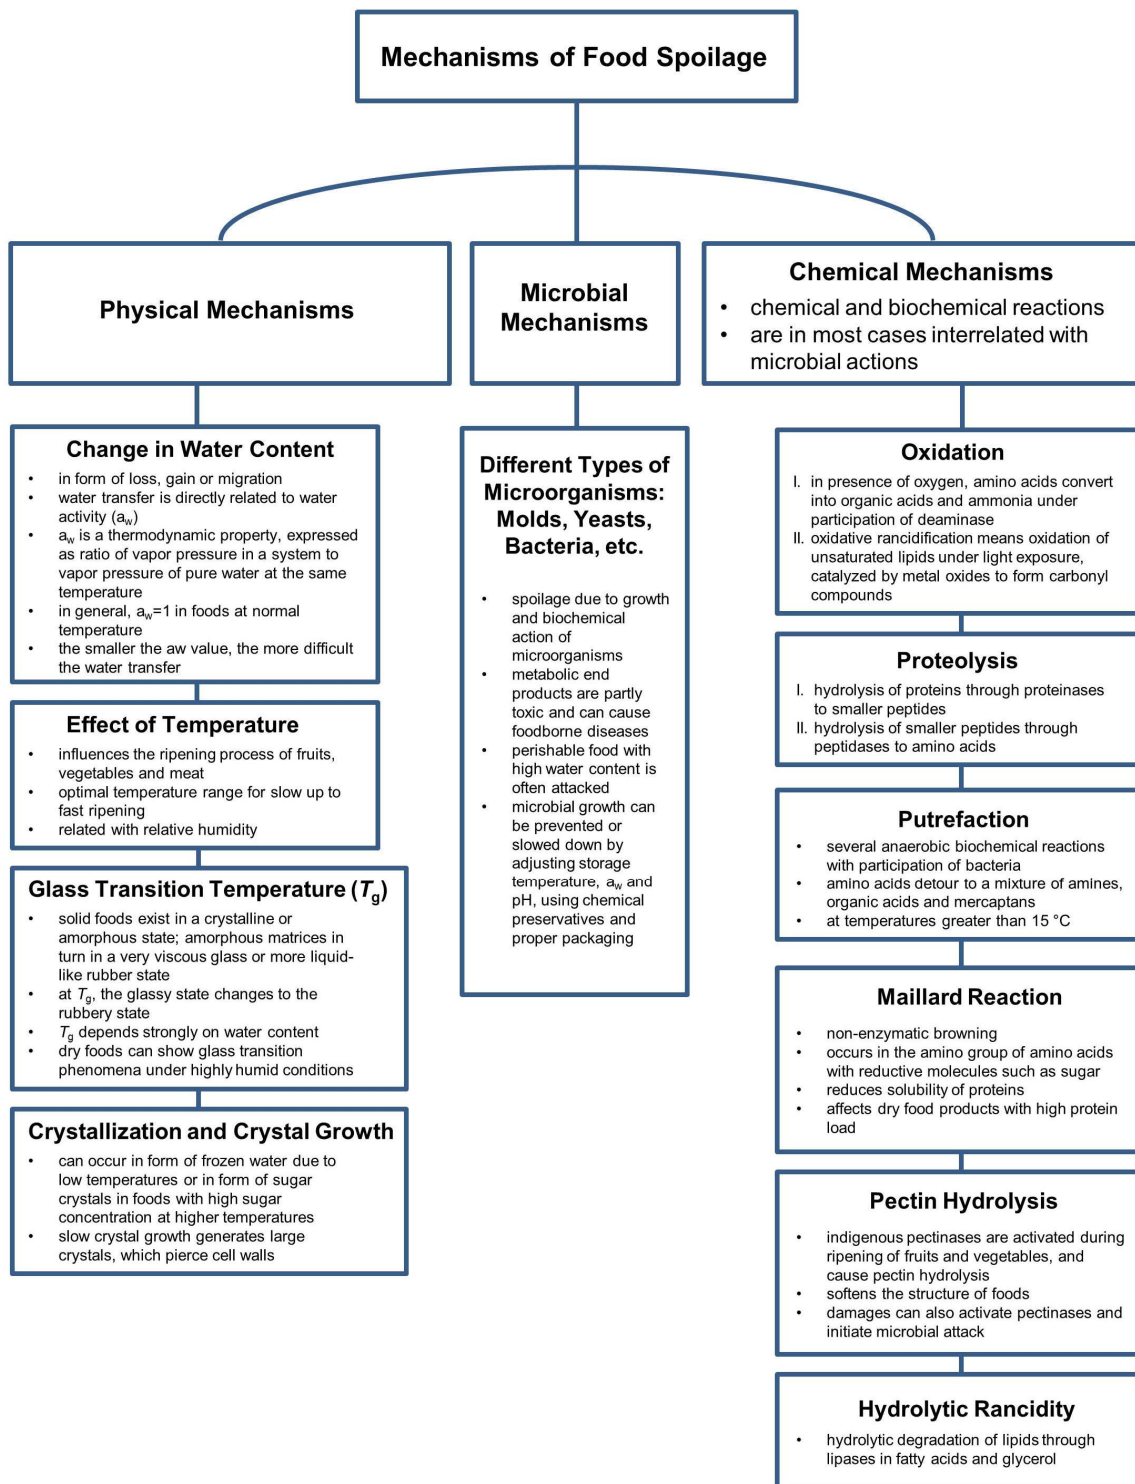 Mechanisms of Food Spoilage
Physical Mechanisms
Change in Water Content
• in form of loss, gain or migration
• water transfer is directly related to water
activity (aw)
• aw is a thermodynamic property, expressed
as ratio of vapor pressure in a system to
vapor pressure of pure water at the same
temperature
• in general, aw=1 in foods at normal
temperature
• the smaller the aw value, the more difficult
the water transfer
Effect of Temperature
• influences the ripening process of fruits,
vegetables and meat
• optimal temperature range for slow up to
fast ripening
• related with relative humidity
Glass Transition Temperature (Tg)
• solid foods exist in a crystalline or
amorphous state; amorphous matrices in
turn in a very viscous glass or more liquid-
like rubber state
• at Tg, the glassy state changes to the
rubbery state
• Tg depends strongly on water content
• dry foods can show glass transition
phenomena under highly humid conditions
Crystallization and Crystal Growth
• can occur in form of frozen water due to
low temperatures or in form of sugar
crystals in foods with high sugar
concentration at higher temperatures
• slow crystal growth generates large
crystals, which pierce cell walls
Microbial
Mechanisms
Different Types of
Microorganisms:
Molds, Yeasts,
Bacteria, etc.
• spoilage due to growth
and biochemical
action of
microorganisms
• metabolic end
products are partly
toxic and can cause
foodborne diseases
• perishable food with
high water content is
often attacked
• microbial growth can
be prevented or
slowed down by
adjusting storage
temperature, aw and
pH, using chemical
preservatives and
proper packaging
Chemical Mechanisms
• chemical and biochemical reactions
• are in most cases interrelated with
microbial actions
Oxidation
I. in presence of oxygen, amino acids convert
into organic acids and ammonia under
participation of deaminase
II. oxidative rancidification means oxidation of
unsaturated lipids under light exposure,
catalyzed by metal oxides to form carbonyl
compounds
Proteolysis
I. hydrolysis of proteins through proteinases
to smaller peptides
II. hydrolysis of smaller peptides through
peptidases to amino acids
Putrefaction
• several anaerobic biochemical reactions
with participation of bacteria
• amino acids detour to a mixture of amines,
organic acids and mercaptans
• at temperatures greater than 15 °C
Maillard Reaction
• non-enzymatic browning
• occurs in the amino group of amino acids
with reductive molecules such as sugar
• reduces solubility of proteins
• affects dry food products with high protein
load
Pectin Hydrolysis
• indigenous pectinases are activated during
ripening of fruits and vegetables, and
cause pectin hydrolysis
• softens the structure of foods
• damages can also activate pectinases and
initiate microbial attack
Hydrolytic Rancidity
• hydrolytic degradation of lipids through
lipases in fatty acids and glycerol